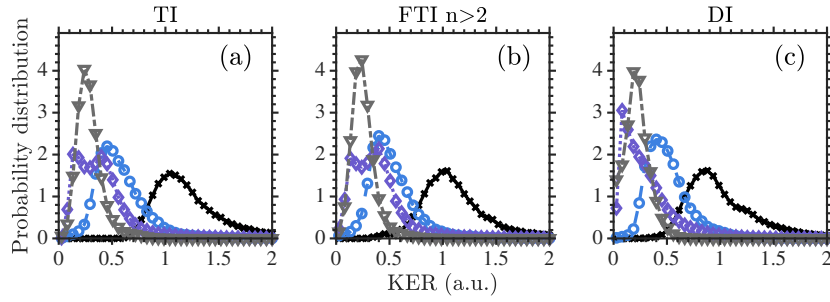 TI FTI n>2 DI
(a) (b) (c)
Probability distribution
4 4 4
3 3 3
2 2 2
1 1 1
0 0 0
0 0.5 1 1.5 2 0 0.5 1 1.5 2 0 0.5 1 1.5 2
KER (a.u.)